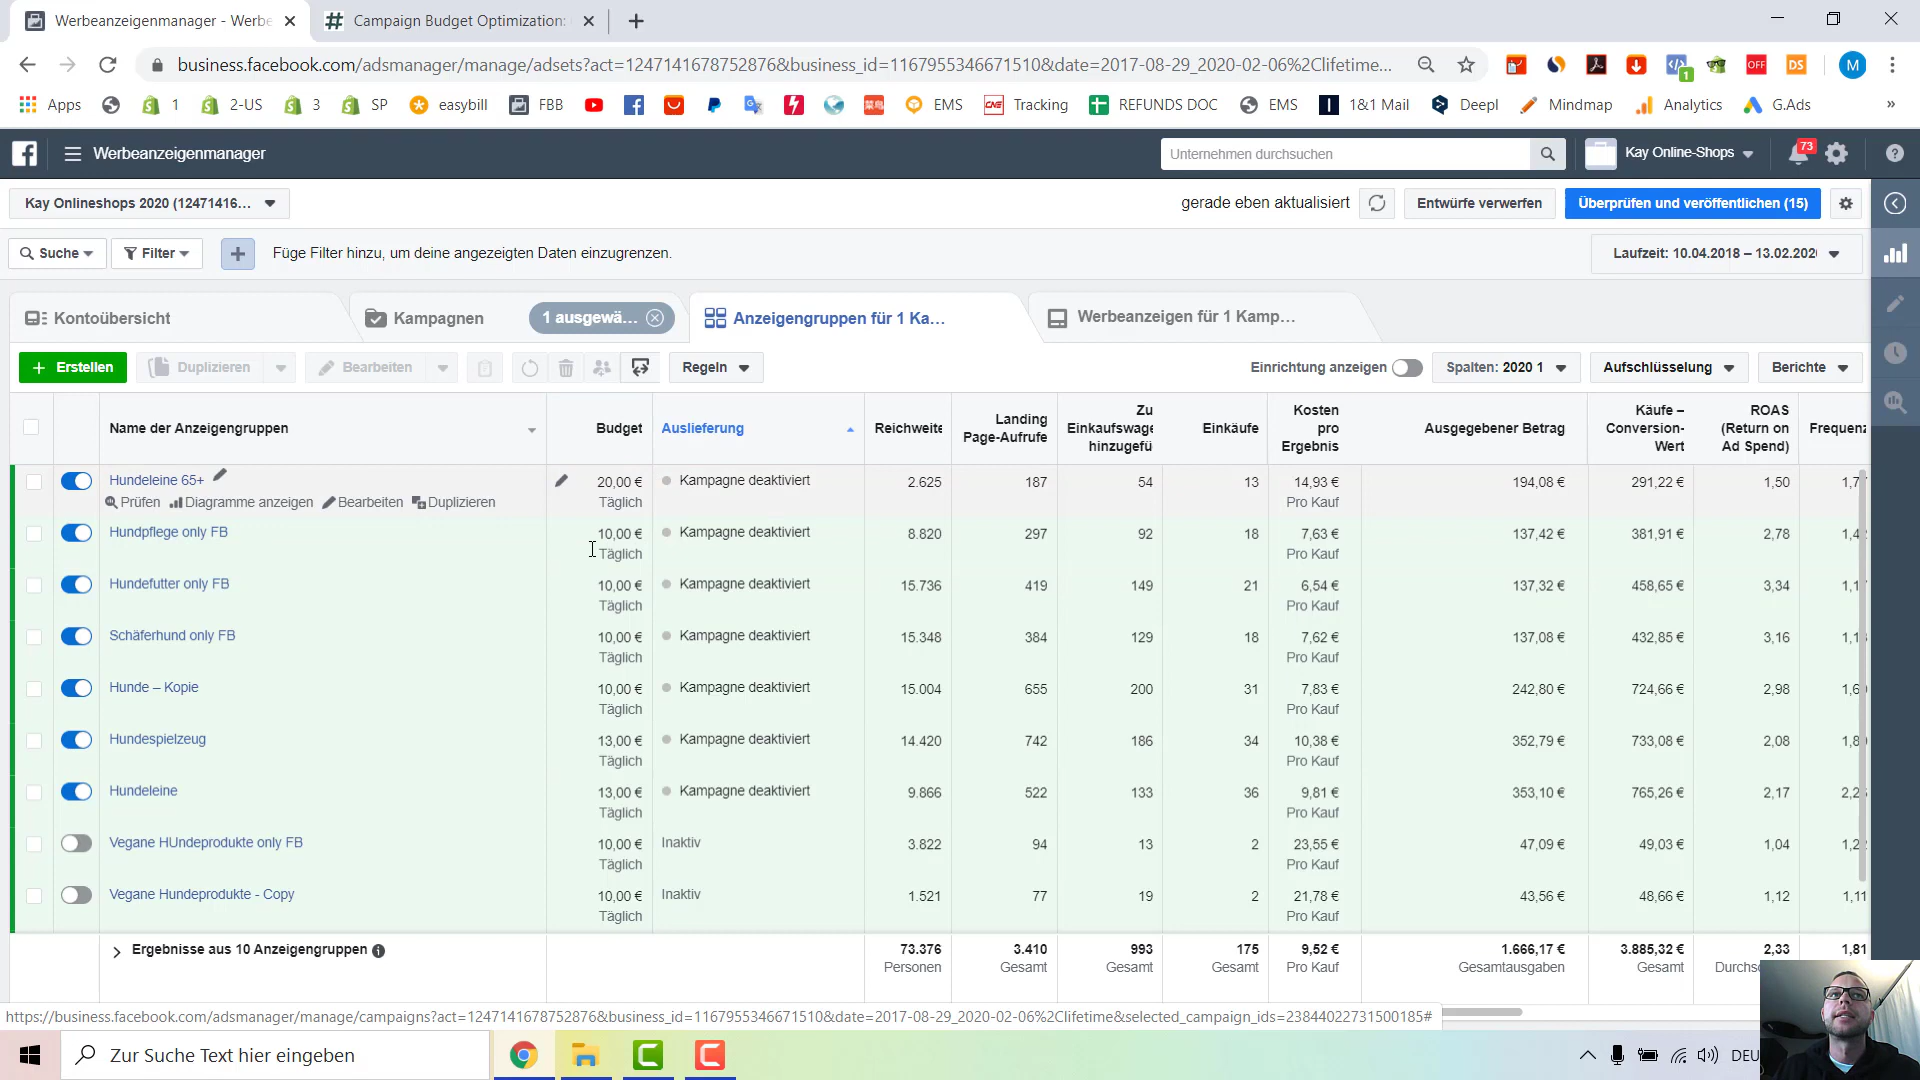 Werbeanzeigenmanager - Werbe
Campaign Budget Optimization:
business.facebook.com/adsmanager/manage/adsets?act=1247141678752876&business_id=1167955346671510&date=2017-08-29_2020-02-06%2Clifetime...
Apps 1 2-US 3 SP easybill FBB EMS Tracking REFUNDS DOC EMS 1&1 Mail Deepl Mindmap Analytics G.Ads »
Werbeanzeigenmanager
Unternehmen durchsuchen
Kay Online-Shops
73
Kay Onlineshops 2020 (12471416...
gerade eben aktualisiert
Entwürfe verwerfen
Überprüfen und veröffentlichen (15)
Suche
Filter
Füge Filter hinzu, um deine angezeigten Daten einzugrenzen.
Laufzeit: 10.04.2018 – 13.02.202
Kontoübersicht
Kampagnen
1 ausgewä...
Anzeigengruppen für 1 Ka...
Werbeanzeigen für 1 Kamp...
+ Erstellen
Duplizieren
Bearbeiten
Regeln
Einrichtung anzeigen
Spalten: 2020 1
Aufschlüsselung
Berichte
Name der Anzeigengruppen
Budget
Auslieferung
Reichweite
Landing
Page-Aufrufe
Zu
Einkaufswage
hinzugefü
Einkäufe
Kosten
pro
Ergebnis
Ausgegebener Betrag
Käufe –
Conversion-
Wert
ROAS
(Return on
Ad Spend)
Frequenz
Hundeleine 65+ 20,00 € Kampagne deaktiviert 2.625 187 54 13 14,93 € 194,08 € 291,22 € 1,50 1,7
Prüfen Diagramme anzeigen Bearbeiten Duplizieren Täglich Pro Kauf
Hundpflege only FB 10,00 € Kampagne deaktiviert 8.820 297 92 18 7,63 € 137,42 € 381,91 € 2,78 1,4
Täglich Pro Kauf
Hundefutter only FB 10,00 € Kampagne deaktiviert 15.736 419 149 21 6,54 € 137,32 € 458,65 € 3,34 1,1
Täglich Pro Kauf
Schäferhund only FB 10,00 € Kampagne deaktiviert 15.348 384 129 18 7,62 € 137,08 € 432,85 € 3,16 1,1
Täglich Pro Kauf
Hunde – Kopie 10,00 € Kampagne deaktiviert 15.004 655 200 31 7,83 € 242,80 € 724,66 € 2,98 1,6
Täglich Pro Kauf
Hundespielzeug 13,00 € Kampagne deaktiviert 14.420 742 186 34 10,38 € 352,79 € 733,08 € 2,08 1,8
Täglich Pro Kauf
Hundeleine 13,00 € Kampagne deaktiviert 9.866 522 133 36 9,81 € 353,10 € 765,26 € 2,17 2,2
Täglich Pro Kauf
Vegane HUndeprodukte only FB 10,00 € Inaktiv 3.822 94 13 2 23,55 € 47,09 € 49,03 € 1,04 1,2
Täglich Pro Kauf
Vegane Hundeprodukte - Copy 10,00 € Inaktiv 1.521 77 19 2 21,78 € 43,56 € 48,66 € 1,12 1,11
Täglich Pro Kauf
Ergebnisse aus 10 Anzeigengruppen 73.376 3.410 993 175 9,52 € 1.666,17 € 3.885,32 € 2,33 1,81
Personen Gesamt Gesamt Gesamt Pro Kauf Gesamtausgaben Gesamt Durchs
https://business.facebook.com/adsmanager/manage/campaigns?act=1247141678752876&business_id=1167955346671510&date=2017-08-29_2020-02-06%2Clifetime&selected_campaign_ids=23844022731500185#
Zur Suche Text hier eingeben
DEU